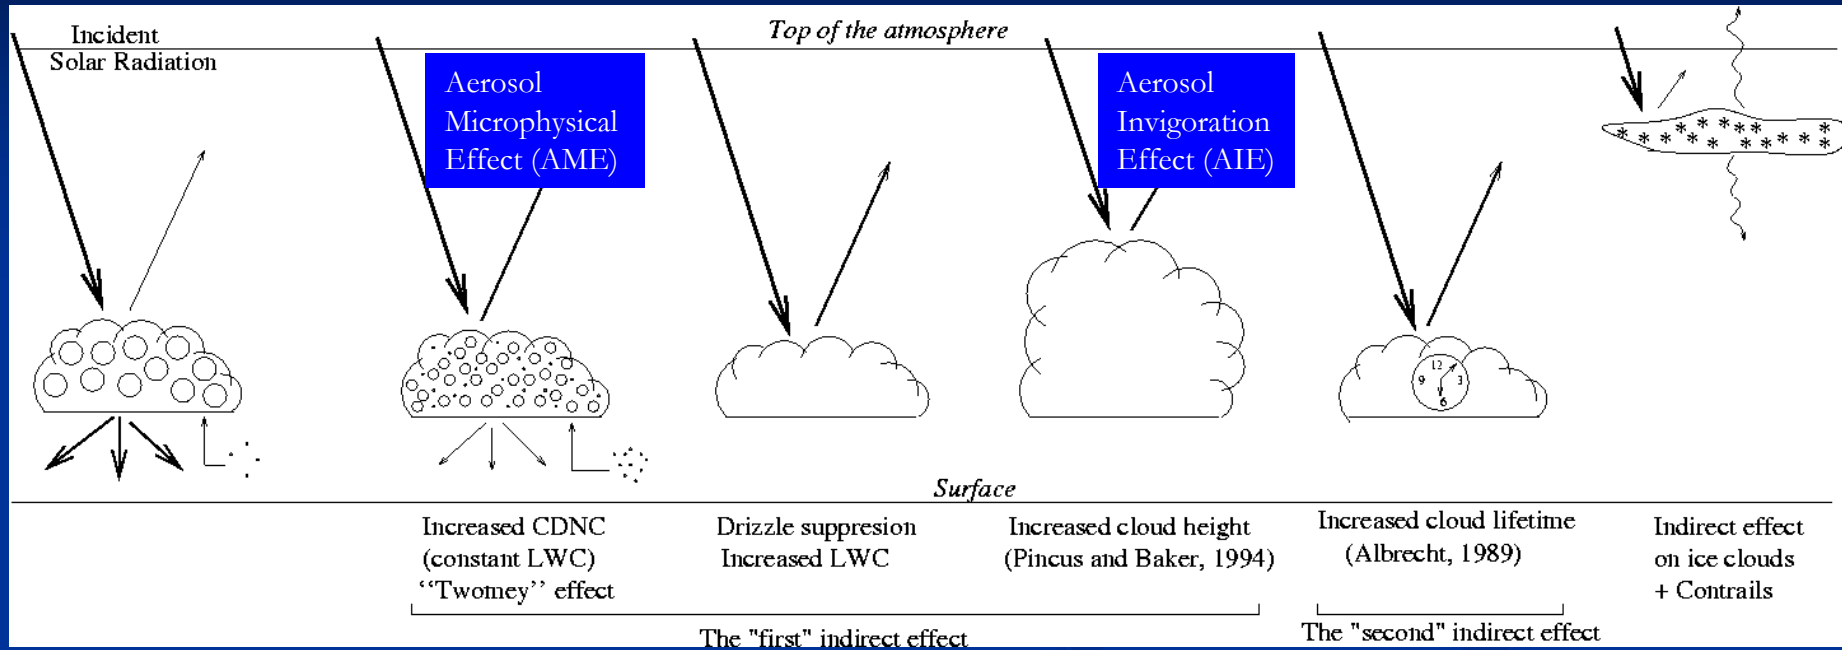 Incident
Solar Radiation
Top of the atmosphere
Aerosol
Microphysical
Effect (AME)
Aerosol
Invigoration
Effect (AIE)
12
9
3
6
Surface
Increased CDNC
(constant LWC)
‘‘Twomey’’ effect
Drizzle suppresion
Increased LWC
Increased cloud height
(Pincus and Baker, 1994)
Increased cloud lifetime
(Albrecht, 1989)
Indirect effect
on ice clouds
+ Contrails
The "first" indirect effect
The "second" indirect effect